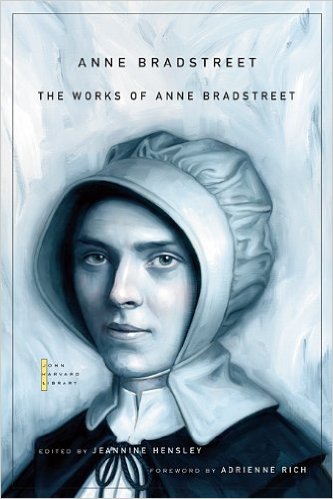 ANNE BRADSTREET
THE WORKS OF ANNE BRADSTREET
JOHN
HARVARD
LIBRARY
EDITED BY JEANNINE HENSLEY
FOREWORD BY ADRIENNE RICH